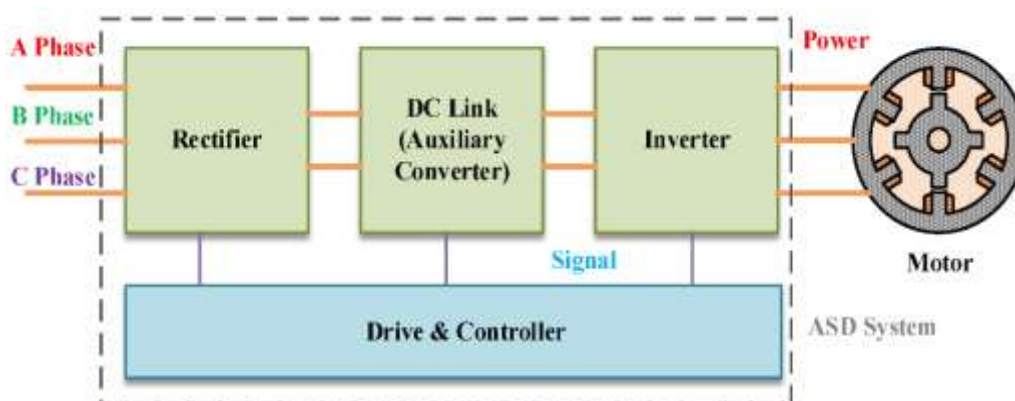 A Phase
B Phase
C Phase
Rectifier
DC Link
(Auxiliary
Converter)
Inverter
Power
Motor
Signal
Drive & Controller
ASD System